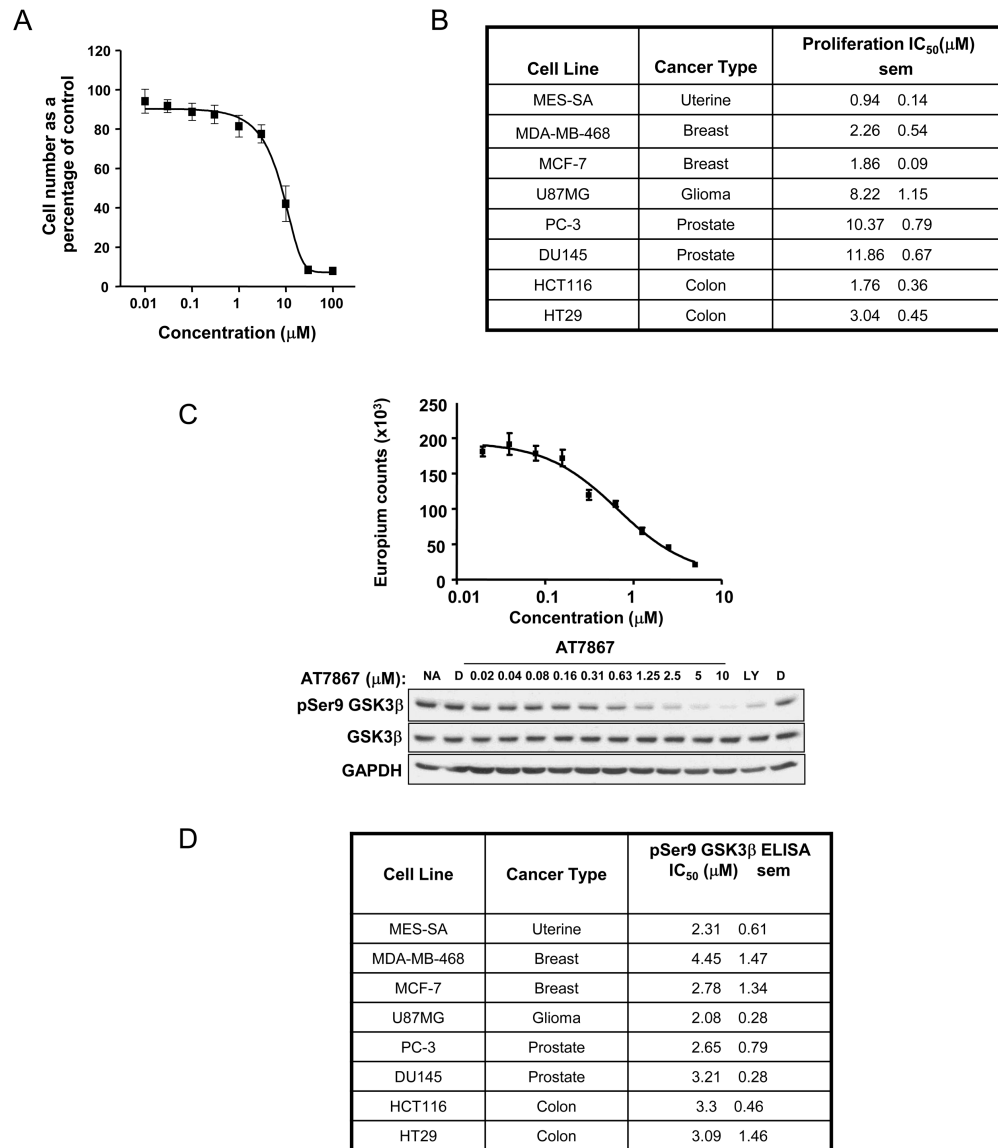 A
120
100
80
60
40
20
0
Cell number as a
percentage of control
0.01 0.1 1 10 100
Concentration (μM)
B
Cell Line Cancer Type Proliferation IC50(μM)
sem
MES-SA Uterine 0.94 0.14
MDA-MB-468 Breast 2.26 0.54
MCF-7 Breast 1.86 0.09
U87MG Glioma 8.22 1.15
PC-3 Prostate 10.37 0.79
DU145 Prostate 11.86 0.67
HCT116 Colon 1.76 0.36
HT29 Colon 3.04 0.45
C
Europium counts (x10³)
250
200
150
100
50
0
0.01 0.1 1 10
Concentration (μM)
AT7867
AT7867 (μM): NA D 0.02 0.04 0.08 0.16 0.31 0.63 1.25 2.5 5 10 LY D
pSer9 GSK3β
GSK3β
GAPDH
D
Cell Line Cancer Type pSer9 GSK3β ELISA
IC50 (μM) sem
MES-SA Uterine 2.31 0.61
MDA-MB-468 Breast 4.45 1.47
MCF-7 Breast 2.78 1.34
U87MG Glioma 2.08 0.28
PC-3 Prostate 2.65 0.79
DU145 Prostate 3.21 0.28
HCT116 Colon 3.3 0.46
HT29 Colon 3.09 1.46